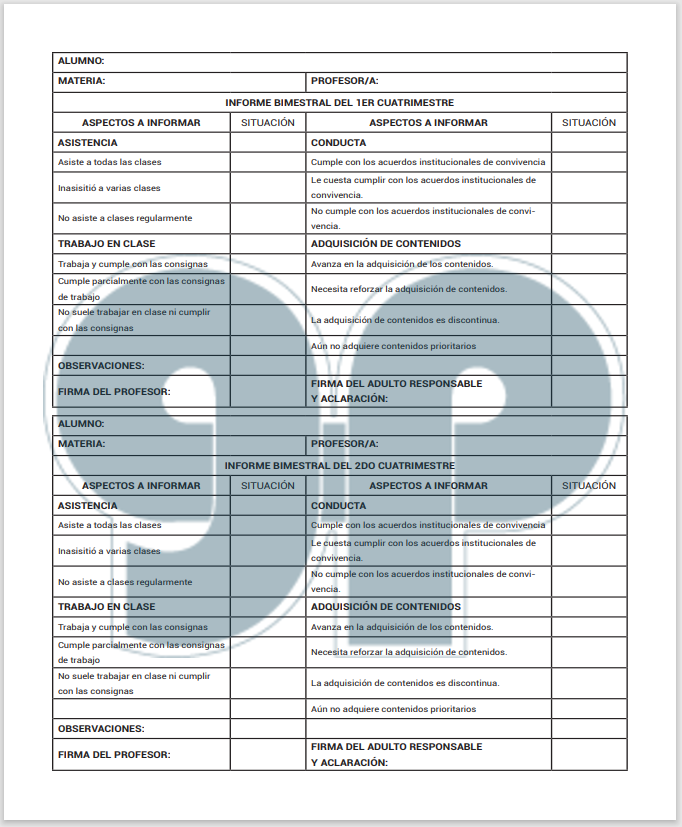 ALUMNO:
MATERIA: PROFESOR/A:
INFORME BIMESTRAL DEL 1ER CUATRIMESTRE
ASPECTOS A INFORMAR SITUACIÓN ASPECTOS A INFORMAR SITUACIÓN
ASISTENCIA CONDUCTA
Asiste a todas las clases Cumple con los acuerdos institucionales de convivencia
Inasisitió a varias clases Le cuesta cumplir con los acuerdos institucionales de
convivencia.
No asiste a clases regularmente No cumple con los acuerdos institucionales de convi-
vencia.
TRABAJO EN CLASE ADQUISICIÓN DE CONTENIDOS
Trabaja y cumple con las consignas Avanza en la adquisición de los contenidos.
Cumple parcialmente con las consignas
de trabajo Necesita reforzar la adquisición de contenidos.
No suele trabajar en clase ni cumplir
con las consignas La adquisición de contenidos es discontinua.
Aún no adquiere contenidos prioritarios
OBSERVACIONES:
FIRMA DEL PROFESOR: FIRMA DEL ADULTO RESPONSABLE
Y ACLARACIÓN:
ALUMNO:
MATERIA: PROFESOR/A:
INFORME BIMESTRAL DEL 2DO CUATRIMESTRE
ASPECTOS A INFORMAR SITUACIÓN ASPECTOS A INFORMAR SITUACIÓN
ASISTENCIA CONDUCTA
Asiste a todas las clases Cumple con los acuerdos institucionales de convivencia
Inasisitió a varias clases Le cuesta cumplir con los acuerdos institucionales de
convivencia.
No asiste a clases regularmente No cumple con los acuerdos institucionales de convi-
vencia.
TRABAJO EN CLASE ADQUISICIÓN DE CONTENIDOS
Trabaja y cumple con las consignas Avanza en la adquisición de los contenidos.
Cumple parcialmente con las consignas
de trabajo Necesita reforzar la adquisición de contenidos.
No suele trabajar en clase ni cumplir
con las consignas La adquisición de contenidos es discontinua.
Aún no adquiere contenidos prioritarios
OBSERVACIONES:
FIRMA DEL PROFESOR: FIRMA DEL ADULTO RESPONSABLE
Y ACLARACIÓN: